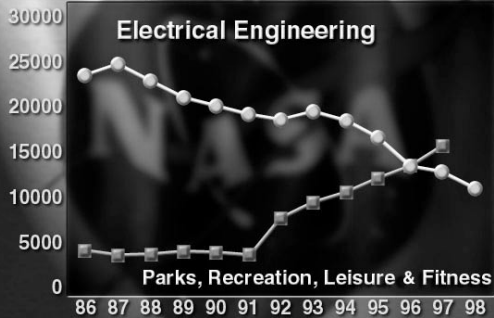 30000
Electrical Engineering
25000
20000
NASA
15000
10000
5000
Parks, Recreation, Leisure & Fitness
0
86 87 88 89 90 91 92 93 94 95 96 97 98